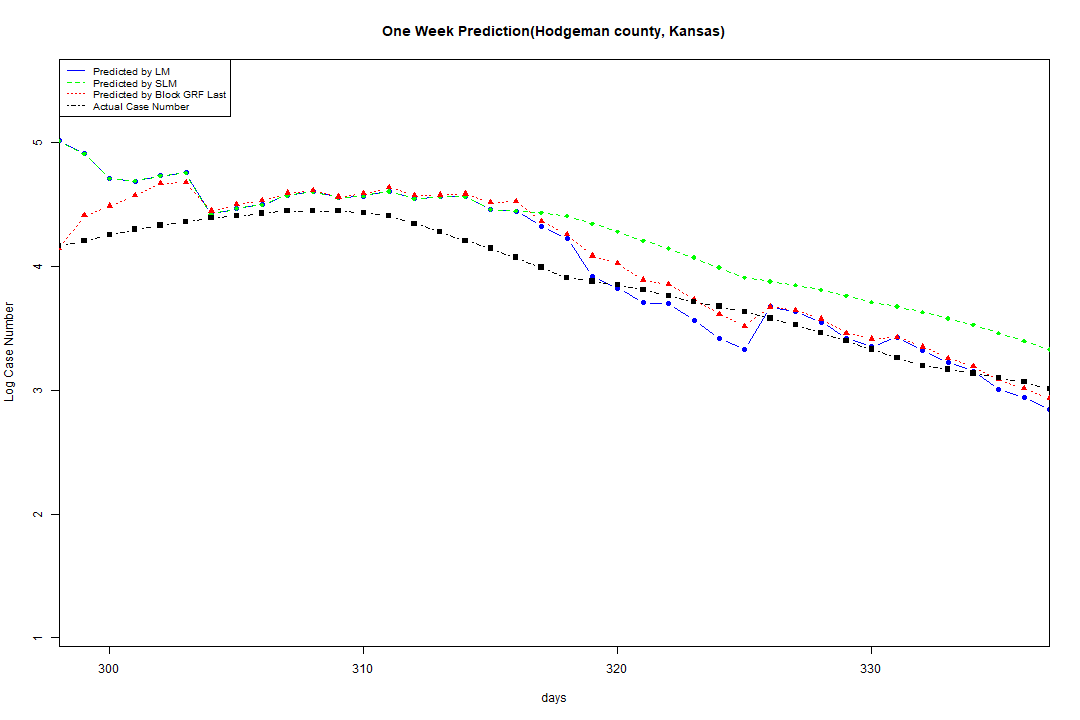 One Week Prediction(Hodgeman county, Kansas)
Predicted by LM
Predicted by SLM
Predicted by Block GRF Last
Actual Case Number
5
4
3
2
1
Log Case Number
300 310 320 330
days